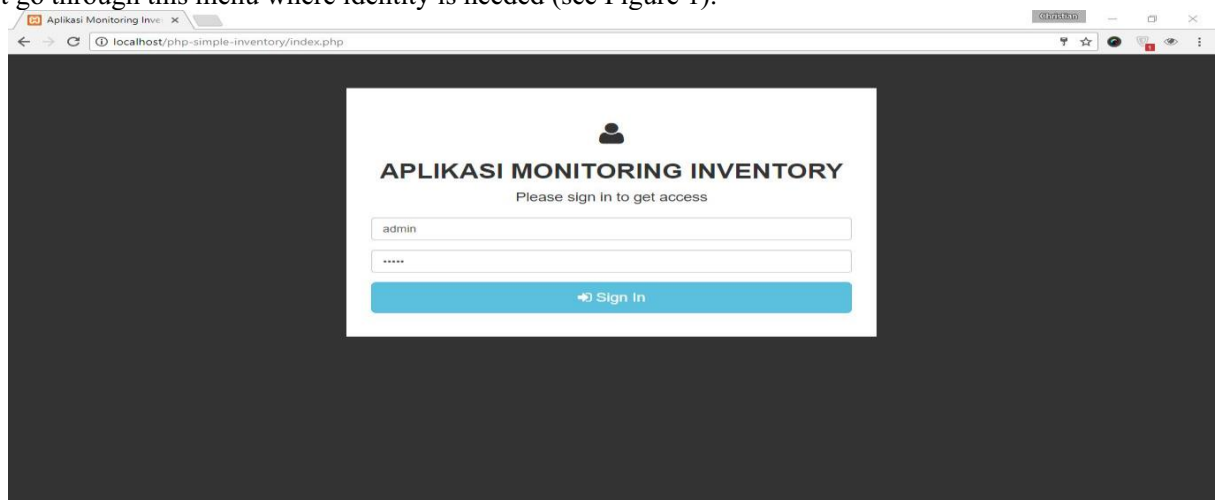 t go through this menu where identity is needed (see Figure 1).
Aplikasi Monitoring Inve
Christian
localhost/php-simple-inventory/index.php
APLIKASI MONITORING INVENTORY
Please sign in to get access
admin
•••••
Sign In